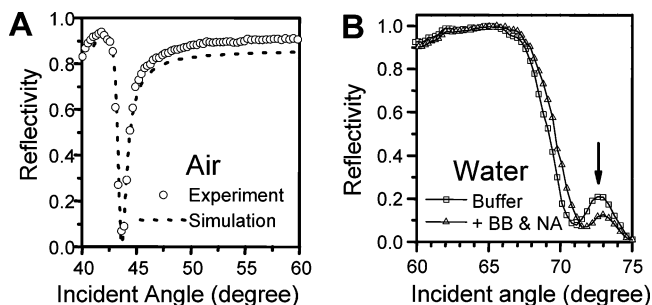 A
1.0
0.8
0.6
0.4
0.2
0.0
Reflectivity
Air
Experiment
Simulation
40 45 50 55 60
Incident Angle (degree)
B
1.0
0.8
0.6
0.4
0.2
0.0
Reflectivity
Water
Buffer
+ BB & NA
60 65 70 75
Incident angle (degree)